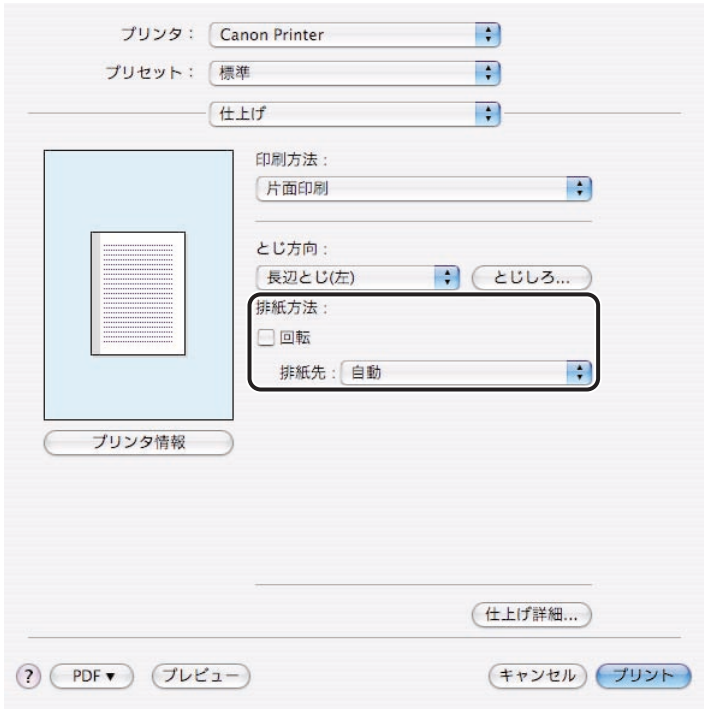 プリンタ： Canon Printer
プリセット： 標準
仕上げ
印刷方法：
片面印刷
とじ方向：
長辺とじ(左) とじしろ...
排紙方法：
回転
排紙先： 自動
プリンタ情報
仕上げ詳細...
? PDF▼ プレビュー キャンセル プリント